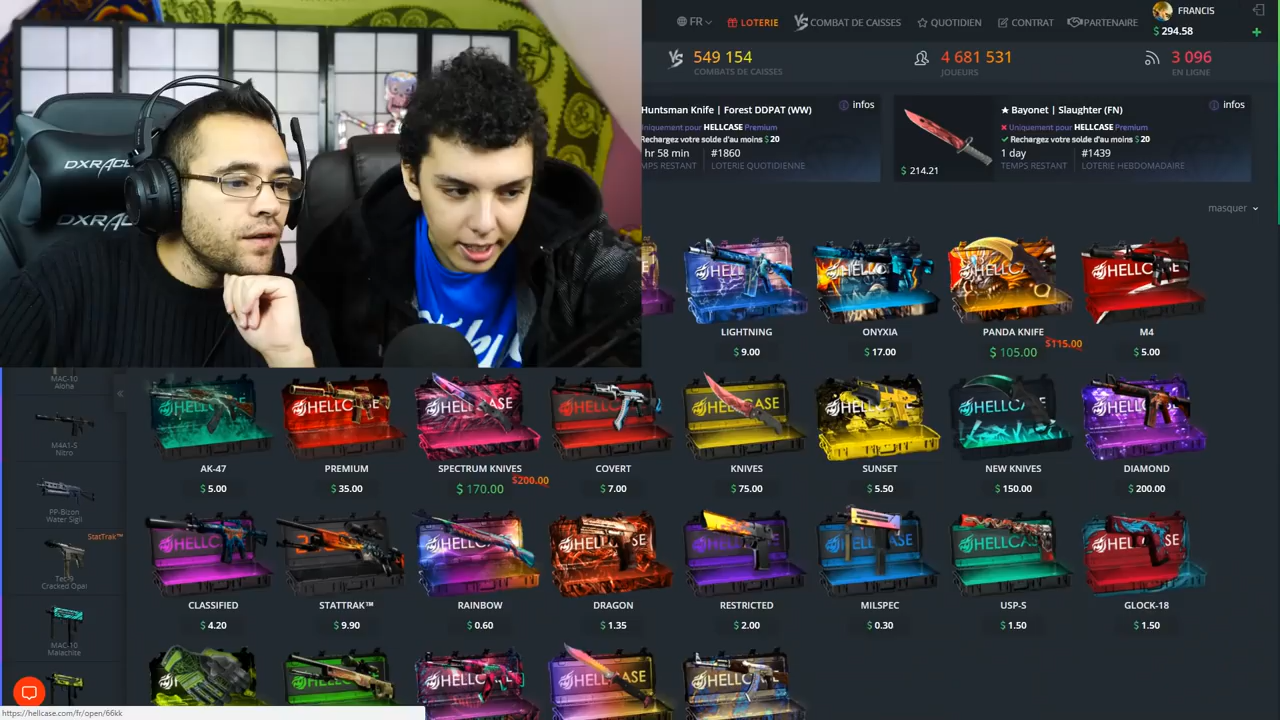 FR
LOTERIE
VS COMBAT DE CAISSES
QUOTIDIEN
CONTRAT
PARTENAIRE
FRANCIS
$ 294.58
VS 549 154
COMBATS DE CAISSES
4 681 531
JOUEURS
3 096
EN LIGNE
Huntsman Knife | Forest DDPAT (WW)
infos
Uniquement pour HELLCASE Premium
Rechargez votre solde d'au moins $ 20
hr 58 min
#1860
TEMPS RESTANT
LOTERIE QUOTIDIENNE
★ Bayonet | Slaughter (FN)
infos
Uniquement pour HELLCASE Premium
Rechargez votre solde d'au moins $ 20
$ 214.21
1 day
#1439
TEMPS RESTANT
LOTERIE HEBDOMADAIRE
masquer
DXRACER
DXRA
LIGHTNING
$ 9.00
ONYXIA
$ 17.00
PANDA KNIFE
$ 105.00
$115.00
M4
$ 5.00
MAC-10
Aloha
M4A1-S
Nitro
PP-Bizon
Water Sigil
StatTrak™
Tec-9
Cracked Opal
MAC-10
Malachite
AK-47
$ 5.00
PREMIUM
$ 35.00
SPECTRUM KNIVES
$ 170.00
$200.00
COVERT
$ 7.00
KNIVES
$ 75.00
SUNSET
$ 5.50
NEW KNIVES
$ 150.00
DIAMOND
$ 200.00
CLASSIFIED
$ 4.20
STATTRAK™
$ 9.90
RAINBOW
$ 0.60
DRAGON
$ 1.35
RESTRICTED
$ 2.00
MILSPEC
$ 0.30
USP-S
$ 1.50
GLOCK-18
$ 1.50
https://hellcase.com/fr/open/66kk